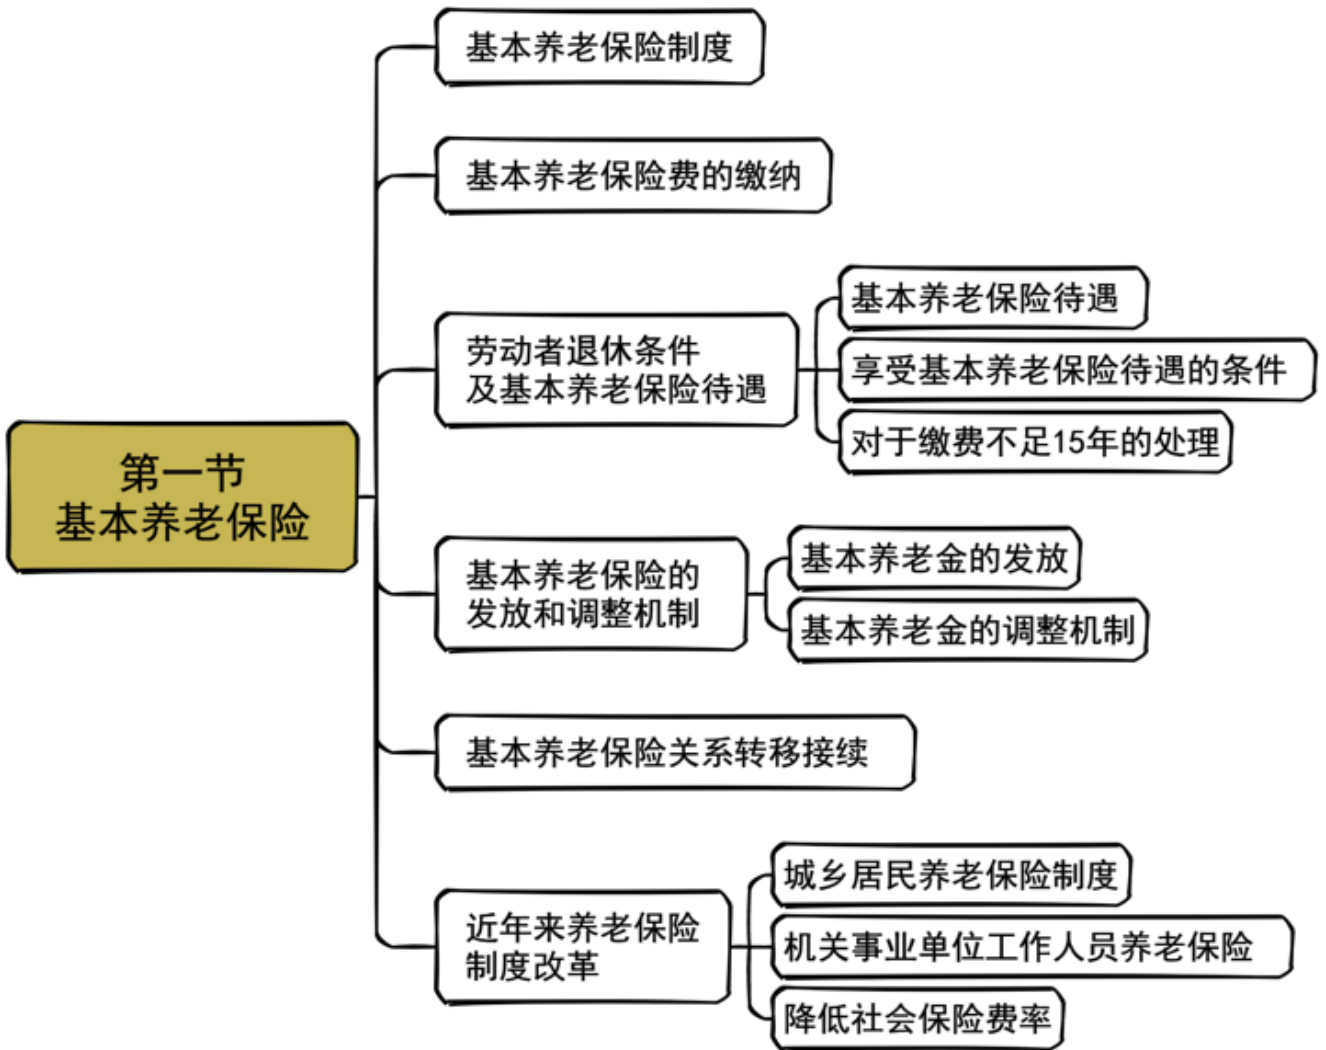 第一节
基本养老保险
基本养老保险制度
基本养老保险费的缴纳
劳动者退休条件
及基本养老保险待遇
基本养老保险待遇
享受基本养老保险待遇的条件
对于缴费不足15年的处理
基本养老保险的
发放和调整机制
基本养老金的发放
基本养老金的调整机制
基本养老保险关系转移接续
近年来养老保险
制度改革
城乡居民养老保险制度
机关事业单位工作人员养老保险
降低社会保险费率